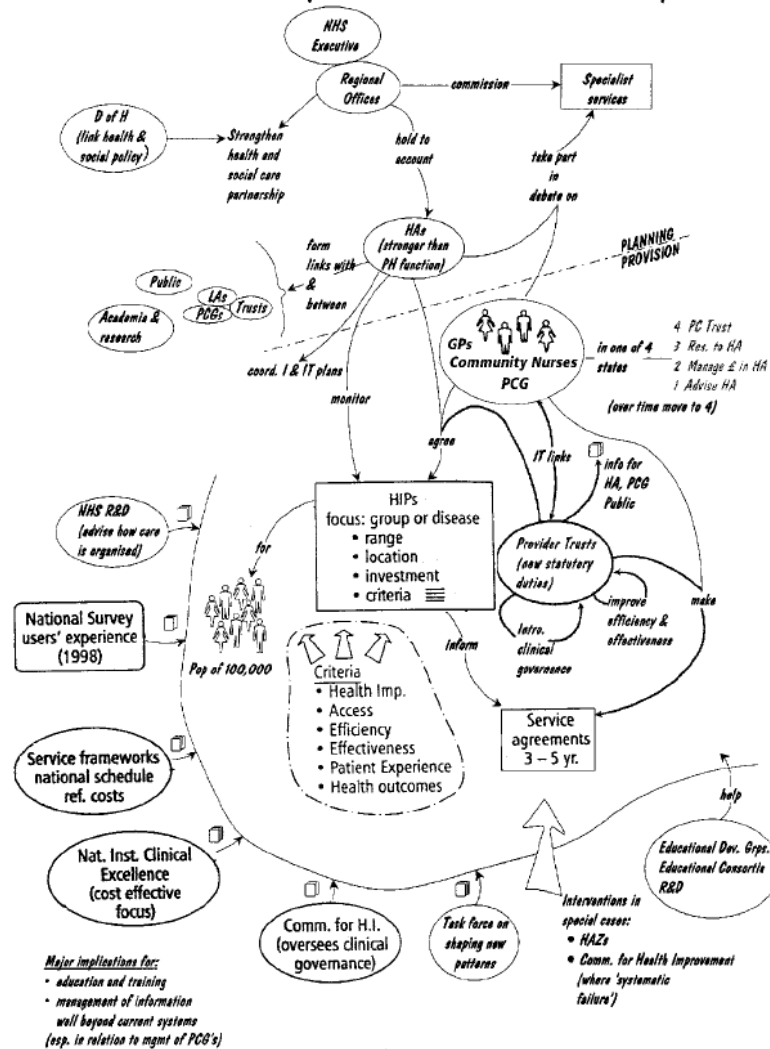 NHS
Executive
Regional
Offices
commission
Specialist
services
D of H
(link health &
social policy)
Strengthen
health and
social care
partnership
hold to
account
take part
in
debate on
HAs
(stronger than
PH function)
PLANNING
PROVISION
form
links with
&
between
Public
LAs
PCGs
Trusts
Academia &
research
coord. I & IT plans
monitor
agree
GPs
Community Nurses
PCG
in one of 4
states
4 PC Trust
3 Res. to HA
2 Manage £ in HA
1 Advise HA
(over time move to 4)
IT links
info for
HA, PCG
Public
NHS R&D
(advise how care
is organised)
for
HIPs
focus: group or disease
• range
• location
• investment
• criteria
Provider Trusts
(new statutory
duties)
improve
efficiency &
effectiveness
make
Intro.
clinical
governance
inform
National Survey
users' experience
(1998)
Pop of 100,000
Criteria
• Health Imp.
• Access
• Efficiency
• Effectiveness
• Patient Experience
• Health outcomes
Service
agreements
3 – 5 yr.
Service frameworks
national schedule
ref. costs
help
Nat. Inst. Clinical
Excellence
(cost effective
focus)
Educational Dev. Grps.
Educational Consortia
R&D
Comm. for H.I.
(oversees clinical
governance)
Task force on
shaping new
patterns
Interventions in
special cases:
• HAZs
• Comm. for Health Improvement
(where 'systematic
failure')
Major implications for:
• education and training
• management of information
well beyond current systems
(esp. in relation to mgmt of PCG's)